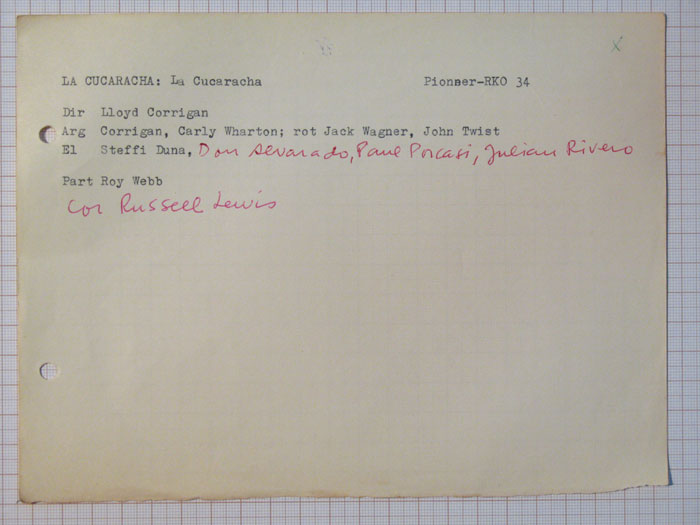 X
LA CUCARACHA: La Cucaracha Pioneer-RKO 34
Dir Lloyd Corrigan
Arg Corrigan, Carly Wharton; rot Jack Wagner, John Twist
El Steffi Duna, Don Alvarado, Paul Porcasi, Julian Rivero
Part Roy Webb
Cor Russell Lewis